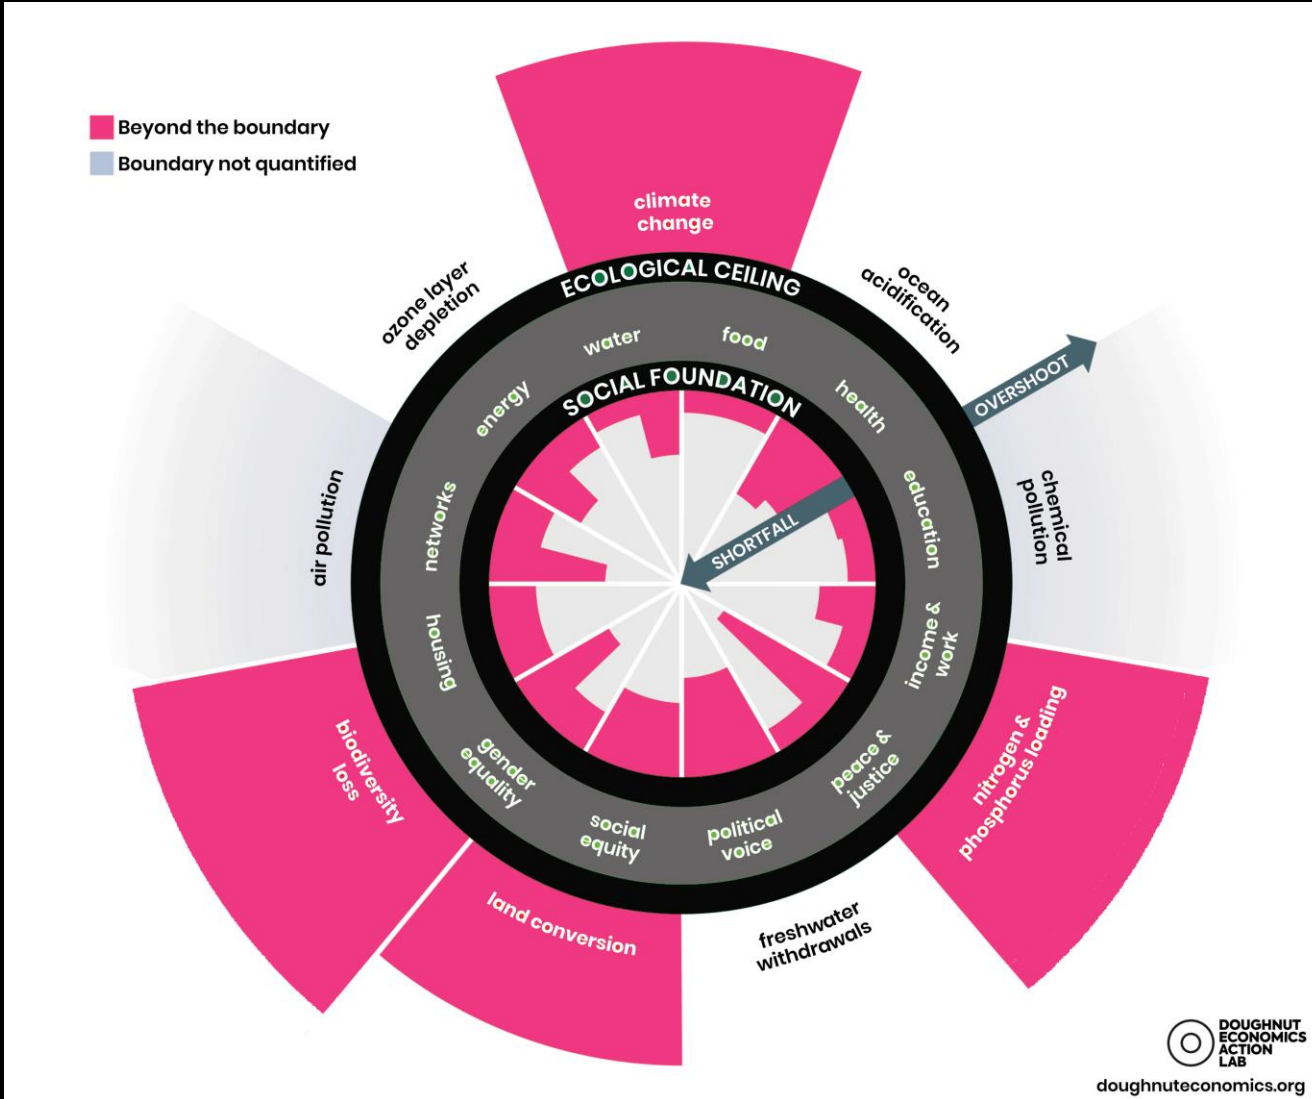 Beyond the boundary
Boundary not quantified
climate
change
ozone layer
depletion
ocean
acidification
ECOLOGICAL CEILING
water
food
energy
health
SOCIAL FOUNDATION
OVERSHOOT
networks
education
air pollution
chemical
pollution
SHORTFALL
housing
income &
work
biodiversity
loss
gender
equality
peace &
justice
nitrogen &
phosphorus loading
social
equity
political
voice
land conversion
freshwater
withdrawals
DOUGHNUT
ECONOMICS
ACTION
LAB
doughnuteconomics.org